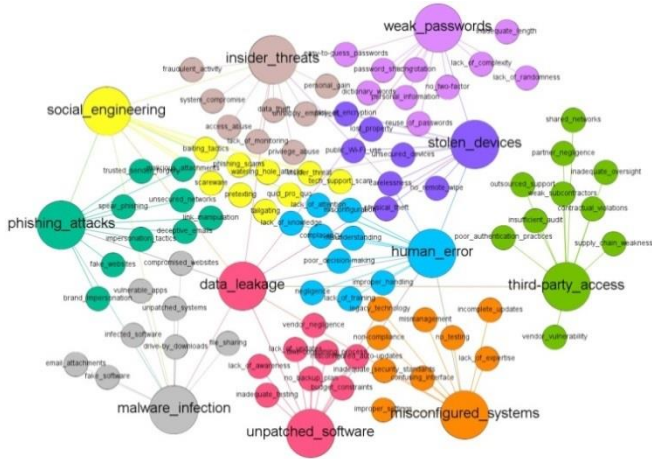 weak_passwords
inadequate_length
insider_threats
easy-to-guess_passwords
lack_of_complexity
fraudulent_activity
lack_of_randomness
no_two-factor
personal_gain
dictionary_words
personal_information
social_engineering
system_compromise
data_theft
shared_networks
access_abuse
lost_property
reuse_of_passwords
lack_of_monitoring
stolen_devices
baiting_tactics
privilege_abuse
public_Wi-Fi_use
unsecured_devices
partner_negligence
phishing_scams
inadequate_oversight
tech_support_scam
outsourced_support
scareware
carelessness
no_remote_wipe
weak_subcontractors
unsecured_networks
pretexting
quid_pro_quo
spear_phishing
physical_theft
contractual_violations
link_manipulation
tailgating
lack_of_attention
insufficient_audit
phishing_attacks
lack_of_knowledge
deceptive_emails
impersonation_tactics
poor_authentication_practices
supply_chain_weakness
human_error
compromised_websites
poor_decision-making
fake_websites
data_leakage
improper_handling
third-party_access
vulnerable_apps
negligence
brand_impersonation
lack_of_training
legacy_technology
incomplete_updates
unpatched_systems
mismanagement
vendor_negligence
infected_software
file_sharing
non-compliance
no_testing
vendor_vulnerability
drive-by_downloads
email_attachments
lack_of_awareness
lack_of_expertise
fake_software
inadequate_security_standards
no_backup_plan
confusing_interface
budget_constraints
inadequate_testing
malware_infection
misconfigured_systems
unpatched_software